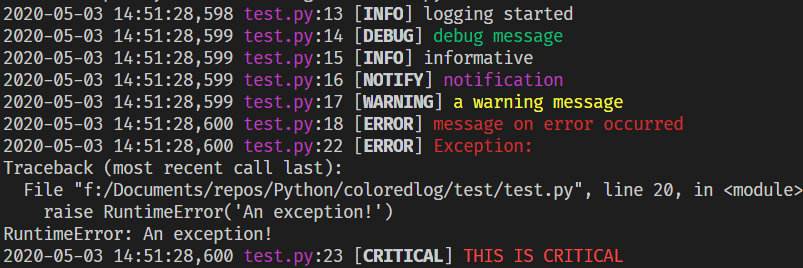 2020-05-03 14:51:28,598 test.py:13 [INFO] logging started
2020-05-03 14:51:28,599 test.py:14 [DEBUG] debug message
2020-05-03 14:51:28,599 test.py:15 [INFO] informative
2020-05-03 14:51:28,599 test.py:16 [NOTIFY] notification
2020-05-03 14:51:28,599 test.py:17 [WARNING] a warning message
2020-05-03 14:51:28,600 test.py:18 [ERROR] message on error occurred
2020-05-03 14:51:28,600 test.py:22 [ERROR] Exception:
Traceback (most recent call last):
  File "f:/Documents/repos/Python/coloredlog/test/test.py", line 20, in <module>
    raise RuntimeError('An exception!')
RuntimeError: An exception!
2020-05-03 14:51:28,600 test.py:23 [CRITICAL] THIS IS CRITICAL